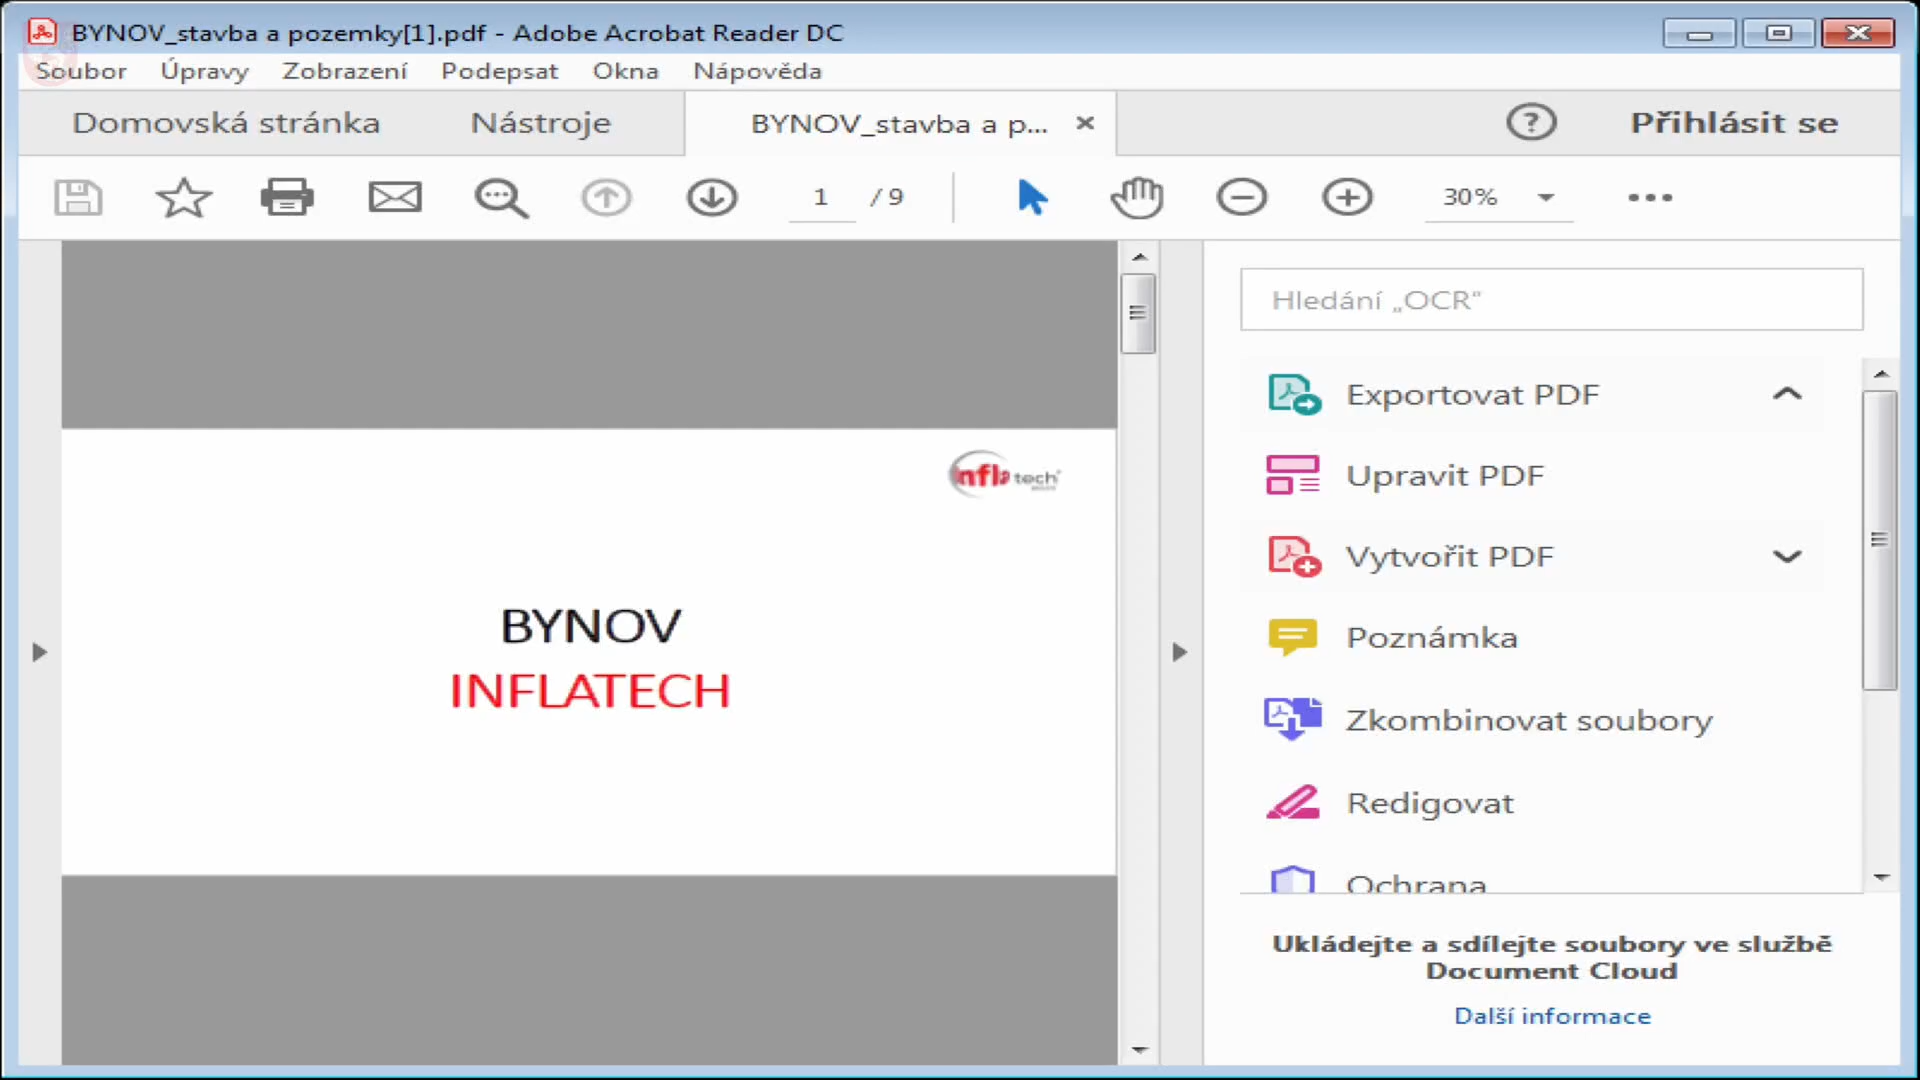 BYNOV_stavba a pozemky[1].pdf - Adobe Acrobat Reader DC
Soubor Úpravy Zobrazení Podepsat Okna Nápověda
Domovská stránka Nástroje BYNOV_stavba a p... Přihlásit se
1 / 9 30%
Hledání „OCR“
Exportovat PDF
Upravit PDF
Vytvořit PDF
Poznámka
Zkombinovat soubory
Redigovat
Ochrana
Ukládejte a sdílejte soubory ve službě
Document Cloud
Další informace
inflatech
BYNOV
INFLATECH